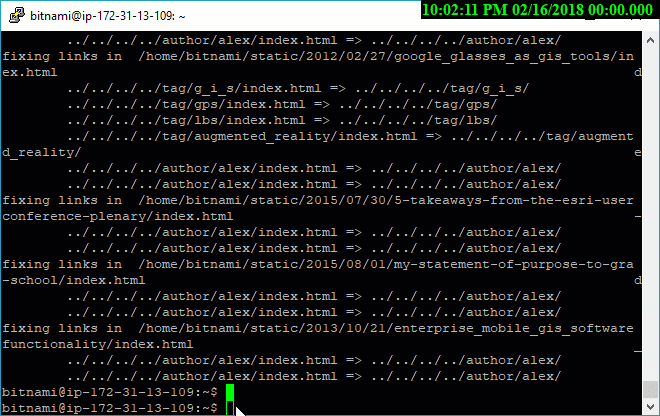 bitnami@ip-172-31-13-109: ~
10:02:11 PM 02/16/2018 00:00.000
../../../../author/alex/index.html => ../../../../author/alex/
fixing links in  /home/bitnami/static/2012/02/27/google_glasses_as_gis_tools/in
ex.html d
../../../../tag/g_i_s/index.html => ../../../../tag/g_i_s/
../../../../tag/gps/index.html => ../../../../tag/gps/
../../../../tag/lbs/index.html => ../../../../tag/lbs/
../../../../tag/augmented_reality/index.html => ../../../../tag/augment
d_reality/ e
../../../../author/alex/index.html => ../../../../author/alex/
../../../../author/alex/index.html => ../../../../author/alex/
fixing links in  /home/bitnami/static/2015/07/30/5-takeaways-from-the-esri-user
conference-plenary/index.html -
../../../../author/alex/index.html => ../../../../author/alex/
../../../../author/alex/index.html => ../../../../author/alex/
fixing links in  /home/bitnami/static/2015/08/01/my-statement-of-purpose-to-gra
-school/index.html d
../../../../author/alex/index.html => ../../../../author/alex/
../../../../author/alex/index.html => ../../../../author/alex/
fixing links in  /home/bitnami/static/2013/10/21/enterprise_mobile_gis_software
functionality/index.html _
../../../../author/alex/index.html => ../../../../author/alex/
../../../../author/alex/index.html => ../../../../author/alex/
bitnami@ip-172-31-13-109:~$
bitnami@ip-172-31-13-109:~$